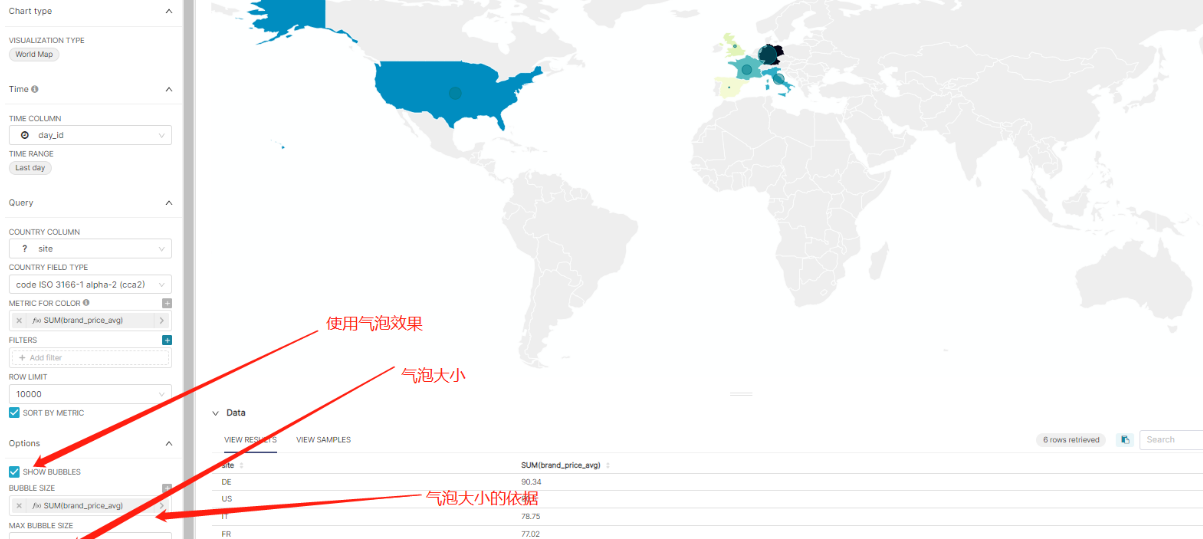 Chart type
VISUALIZATION TYPE
World Map
Time
TIME COLUMN
day_id
TIME RANGE
Last day
Query
COUNTRY COLUMN
? site
COUNTRY FIELD TYPE
code ISO 3166-1 alpha-2 (cca2)
METRIC FOR COLOR
f(x) SUM(brand_price_avg)
FILTERS
+ Add filter
ROW LIMIT
10000
SORT BY METRIC
Options
SHOW BUBBLES
BUBBLE SIZE
f(x) SUM(brand_price_avg)
MAX BUBBLE SIZE
使用气泡效果
气泡大小
气泡大小的依据
Data
VIEW RESULTS VIEW SAMPLES
6 rows retrieved
Search
site SUM(brand_price_avg)
DE 90.34
US
IT 78.75
FR 77.02